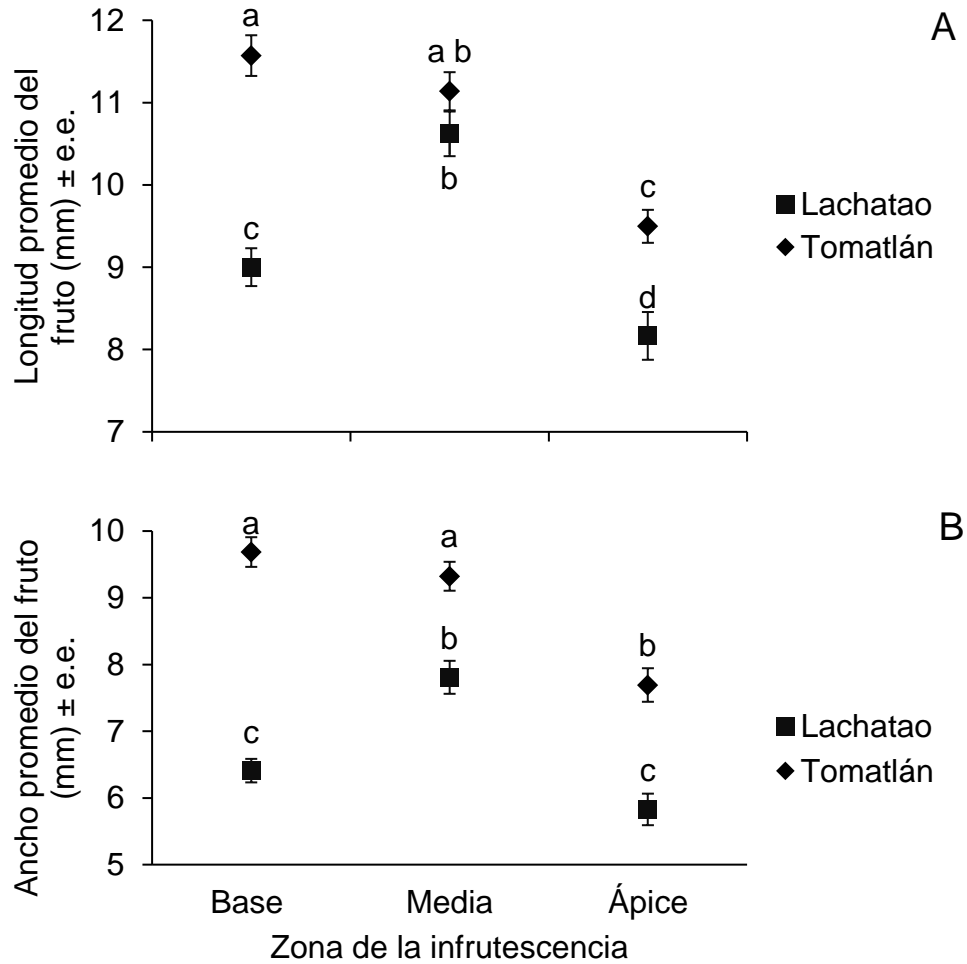 A
Longitud promedio del
fruto (mm) ± e.e.
12
11
10
9
8
7
a
a b
c
c
b
d
Lachatao
Tomatlán
B
Ancho promedio del fruto
(mm) ± e.e.
10
9
8
7
6
5
a
a
b
b
c
c
Lachatao
Tomatlán
Base Media Ápice
Zona de la infrutescencia